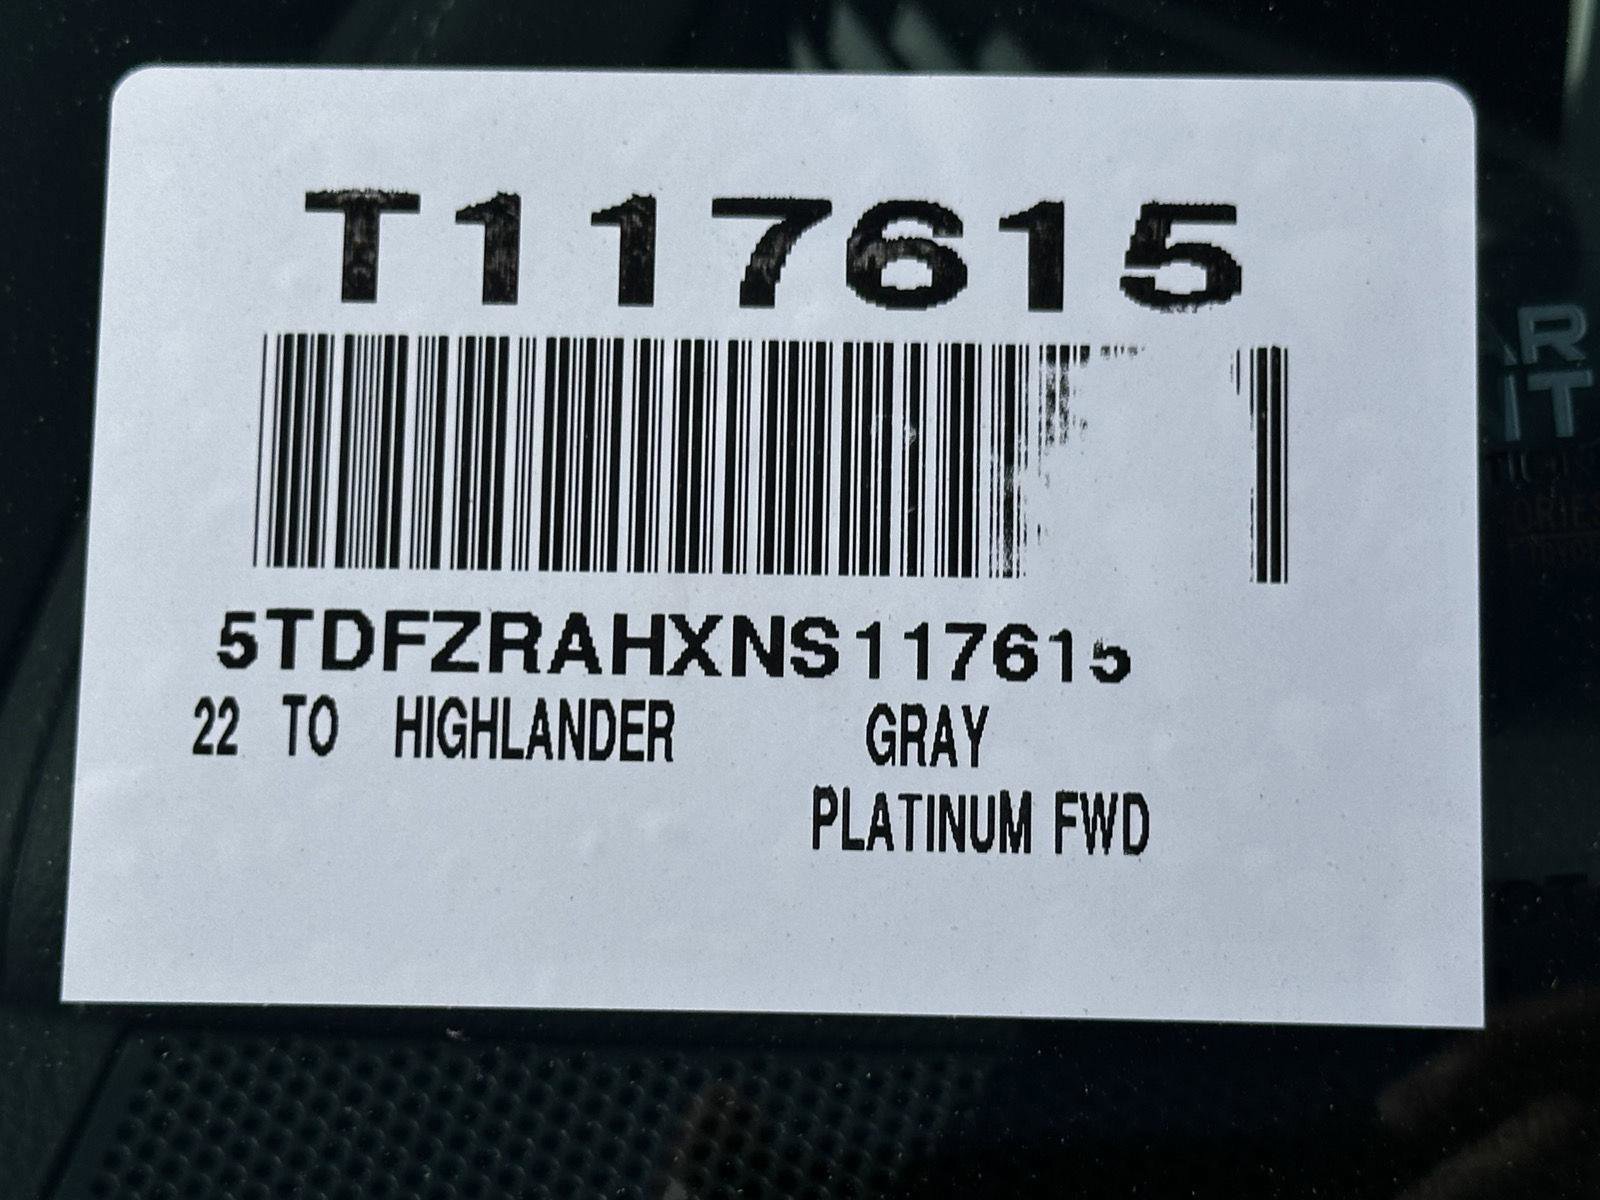 T117615
5TDFZRAHXNS117615
22 TO HIGHLANDER GRAY
PLATINUM FWD